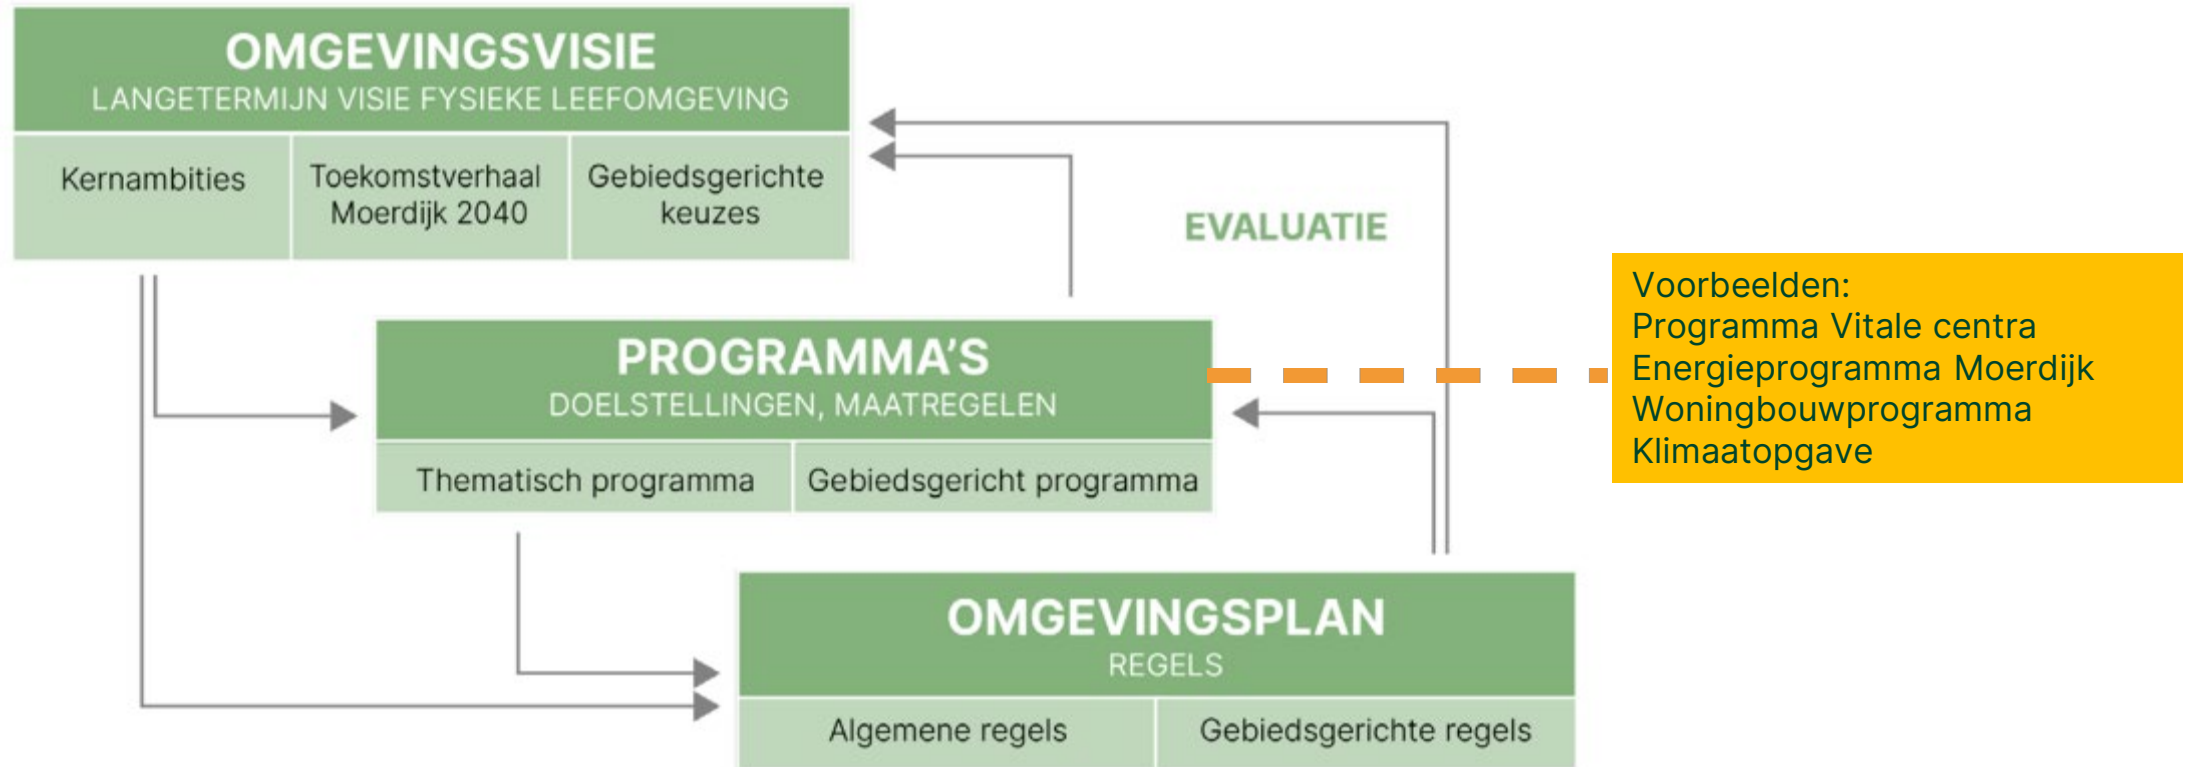 OMGEVINGSVISIE
LANGETERMIJN VISIE FYSIEKE LEEFOMGEVING
Kernambities
Toekomstverhaal
Moerdijk 2040
Gebiedsgerichte
keuzes
EVALUATIE
PROGRAMMA’S
DOELSTELLINGEN, MAATREGELEN
Thematisch programma
Gebiedsgericht programma
Voorbeelden:
Programma Vitale centra
Energieprogramma Moerdijk
Woningbouwprogramma
Klimaatopgave
OMGEVINGSPLAN
REGELS
Algemene regels
Gebiedsgerichte regels